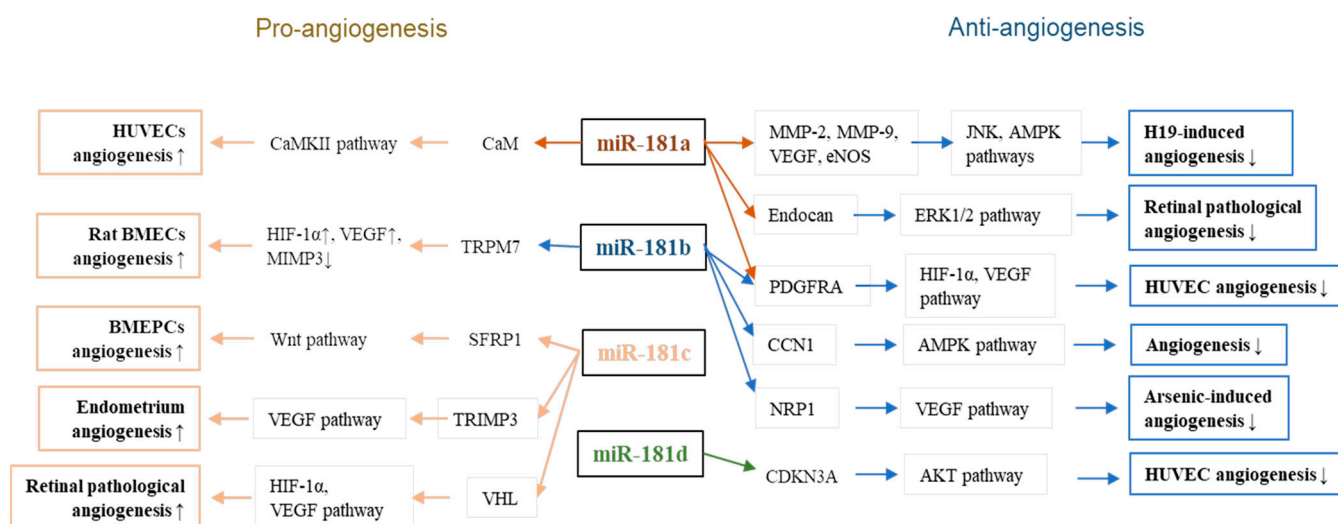 Pro-angiogenesis
Anti-angiogenesis
HUVECs
angiogenesis ↑
CaMKII pathway
CaM
miR-181a
MMP-2, MMP-9,
VEGF, eNOS
JNK, AMPK
pathways
H19-induced
angiogenesis ↓
Endocan
ERK1/2 pathway
Retinal pathological
angiogenesis ↓
Rat BMECs
angiogenesis ↑
HIF-1α↑, VEGF↑,
MIMP3↓
TRPM7
miR-181b
PDGFRA
HIF-1α, VEGF
pathway
HUVEC angiogenesis ↓
BMEPCs
angiogenesis ↑
Wnt pathway
SFRP1
miR-181c
CCN1
AMPK pathway
Angiogenesis ↓
Endometrium
angiogenesis ↑
VEGF pathway
TRIMP3
NRP1
VEGF pathway
Arsenic-induced
angiogenesis ↓
miR-181d
CDKN3A
AKT pathway
HUVEC angiogenesis ↓
Retinal pathological
angiogenesis ↑
HIF-1α,
VEGF pathway
VHL